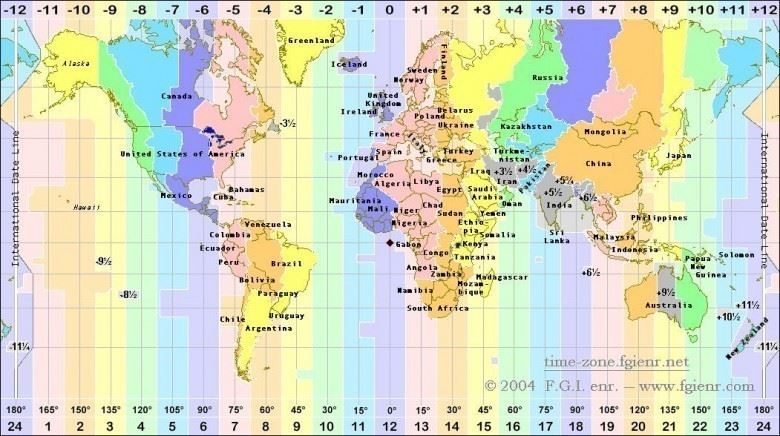 -12 -11 -10 -9 -8 -7 -6 -5 -4 -3 -2 -1 0 +1 +2 +3 +4 +5 +6 +7 +8 +9 +10 +11 +12
Greenland
Iceland
Alaska
Canada
Sweden
Norway
Finland
Russia
United
Kingdom
Ireland
Belarus
Poland
Ukraine
-3½
France
Italy
Kazakhstan
Mongolia
United States of America
Portugal
Spain
Greece
Turkey
Turkme-
nistan
China
Japan
International Date Line
International Date Line
Morocco
Algeria
Libya
Egypt
Iraq
+3½
Iran
+4½
Pakistan
+5¾
+5½
India
+6½
Saudi
Arabia
Oman
Hawaii
Mexico
Bahamas
Cuba
Mauritania
Mali
Niger
Chad
Sudan
Yemen
Philippines
Venezuela
Colombia
Nigeria
Ethio-
pia
Somalia
Sri
Lanka
Malaysia
Ecuador
Gabon
Congo
Kenya
Indonesia
-9½
Peru
Brazil
Tanzania
+6½
Papua
New
Guinea
Solomon
-8½
Bolivia
Angola
Zambia
Mozam-
bique
Madagascar
Paraguay
Namibia
+9½
Australia
+11½
+10½
Chile
Uruguay
Argentina
South Africa
-11¼
-11¼
New Zealand
time-zone.fgienr.net
© 2004 F.G.I. enr. – www.fgienr.com
180° 165° 150° 135° 120° 105° 90° 75° 60° 45° 30° 15° 0° 15° 30° 45° 60° 75° 90° 105° 120° 135° 150° 165° 180°
24 1 2 3 4 5 6 7 8 9 10 11 12 13 14 15 16 17 18 19 20 21 22 23 24